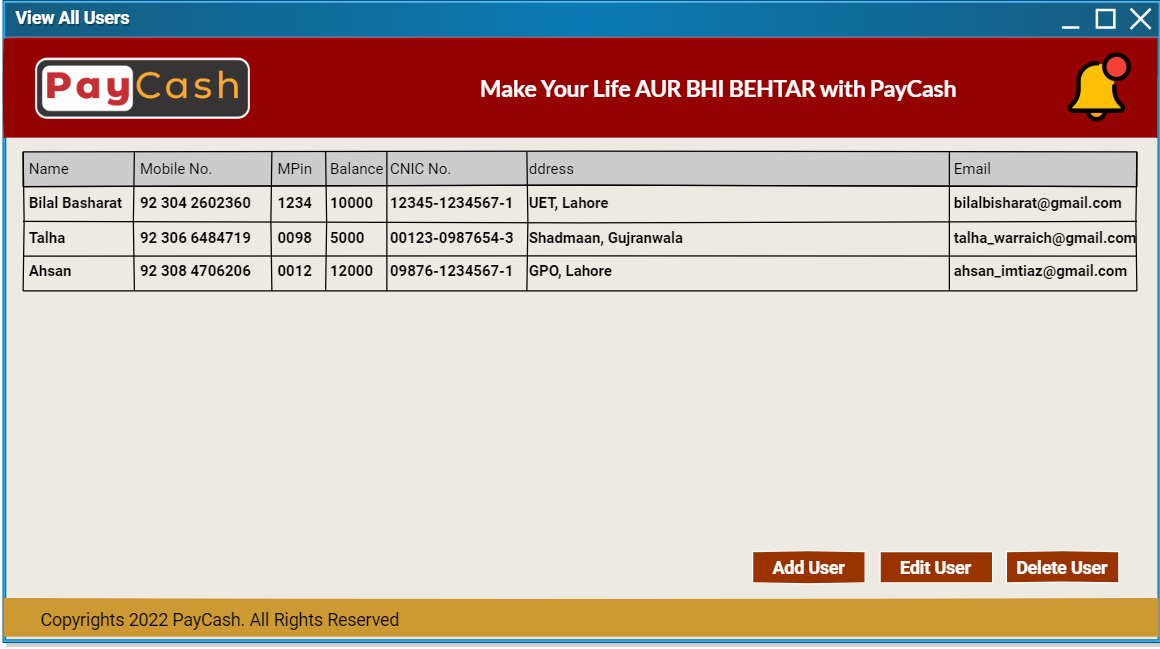 View All Users
PayCash
Make Your Life AUR BHI BEHTAR with PayCash
Name Mobile No. MPin Balance CNIC No. ddress Email
Bilal Basharat 92 304 2602360 1234 10000 12345-1234567-1 UET, Lahore bilalbisharat@gmail.com
Talha 92 306 6484719 0098 5000 00123-0987654-3 Shadmaan, Gujranwala talha_warraich@gmail.com
Ahsan 92 308 4706206 0012 12000 09876-1234567-1 GPO, Lahore ahsan_imtiaz@gmail.com
Add User Edit User Delete User
Copyrights 2022 PayCash. All Rights Reserved